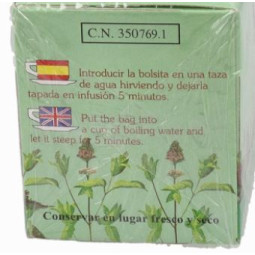 C.N. 350769.1
Introducir la bolsita en una taza
de agua hirviendo y dejarla
tapada en infusión 5 minutos.
Put the bag into
a cup of boiling water and
let it steep for 5 minutes.
Conservar en lugar fresco y seco